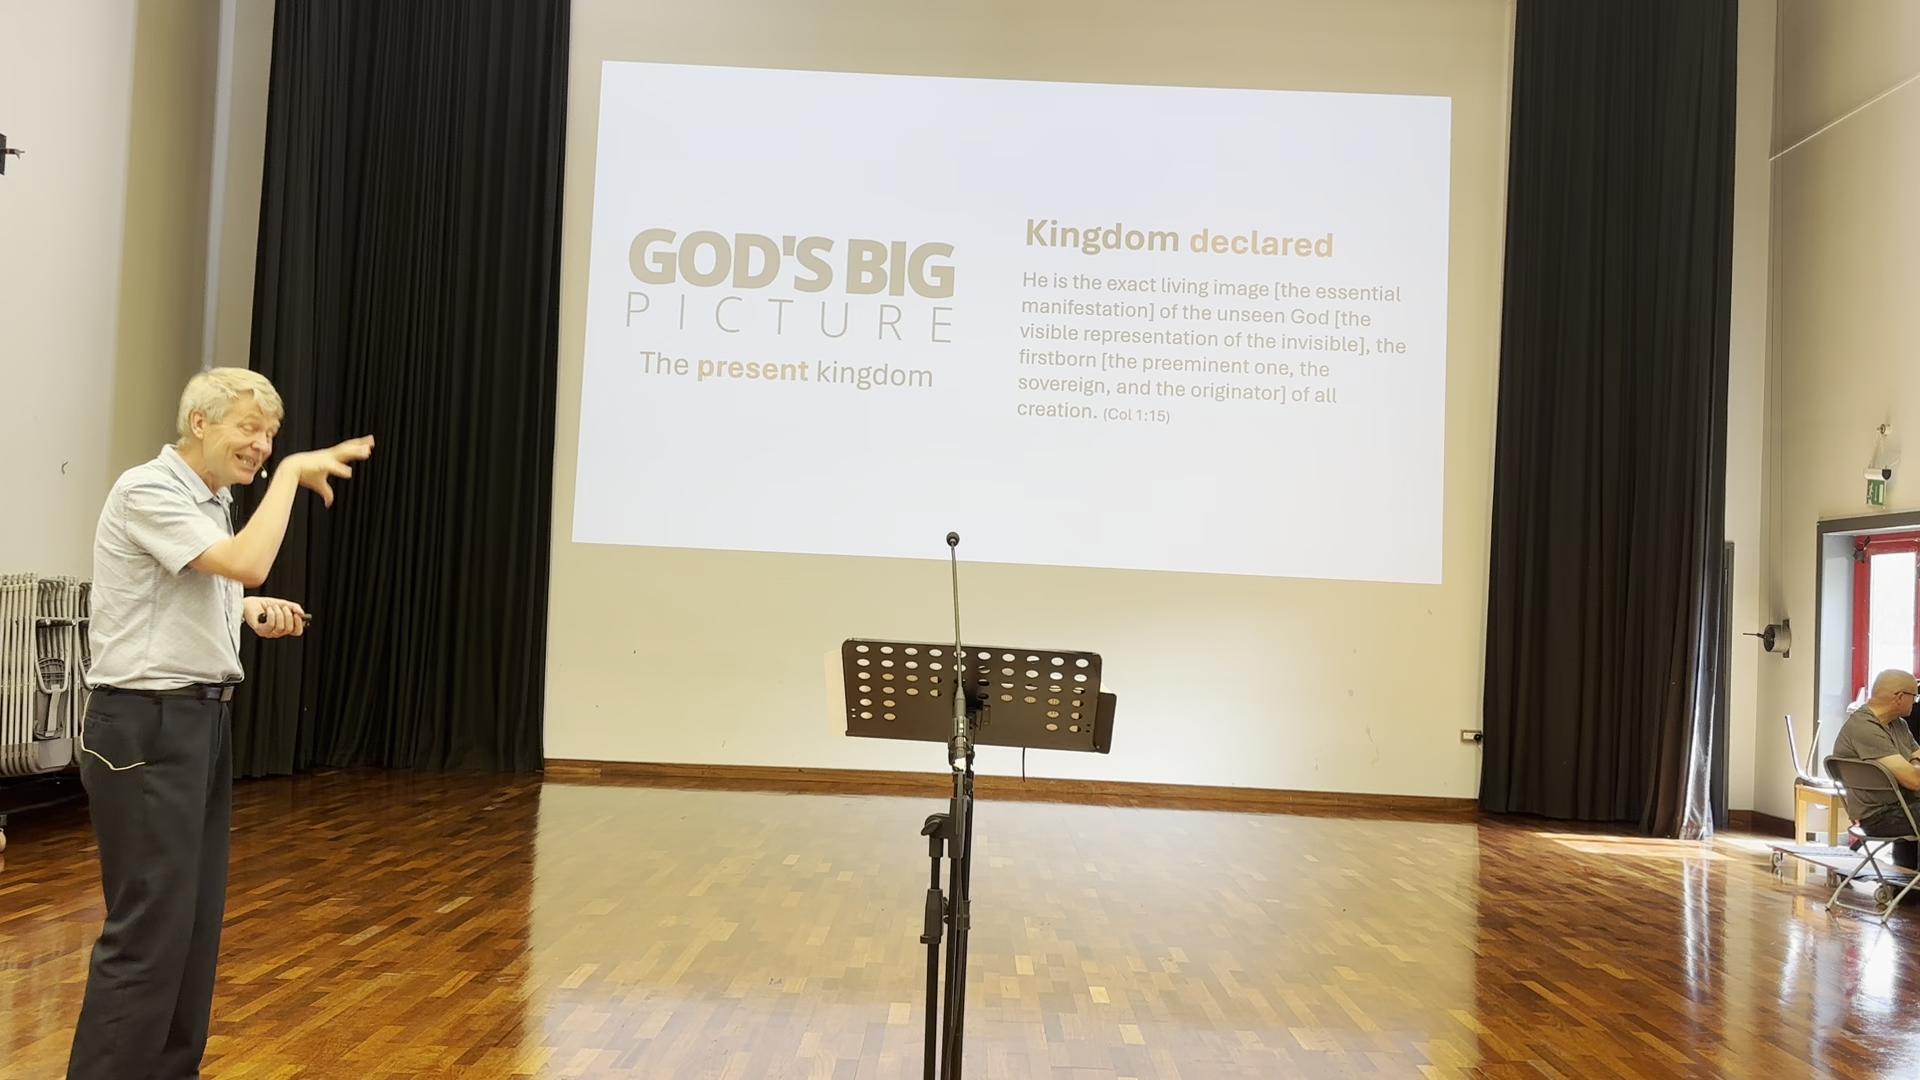 GOD'S BIG
PICTURE
The present kingdom
Kingdom declared
He is the exact living image [the essential
manifestation] of the unseen God [the
visible representation of the invisible], the
firstborn [the preeminent one, the
sovereign, and the originator] of all
creation. (Col 1:15)